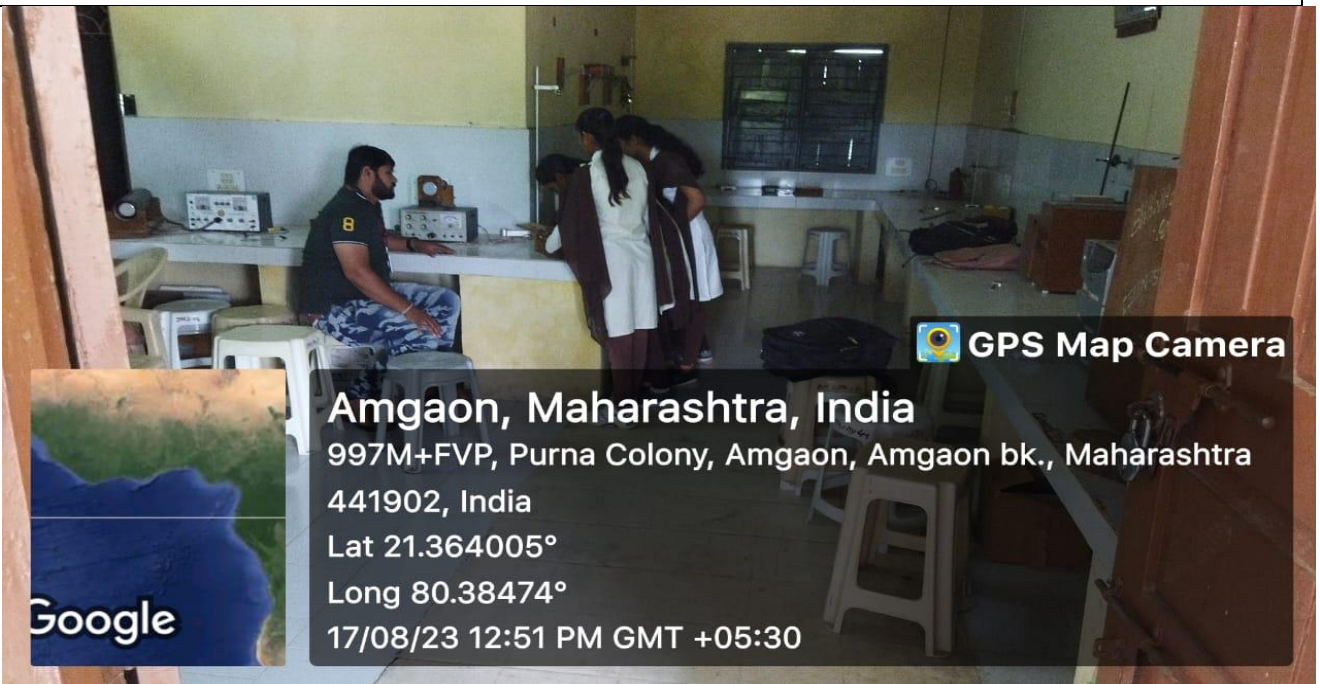 8
GPS Map Camera
Amgaon, Maharashtra, India
997M+FVP, Purna Colony, Amgaon, Amgaon bk., Maharashtra
441902, India
Lat 21.364005°
Long 80.38474°
17/08/23 12:51 PM GMT +05:30
Google